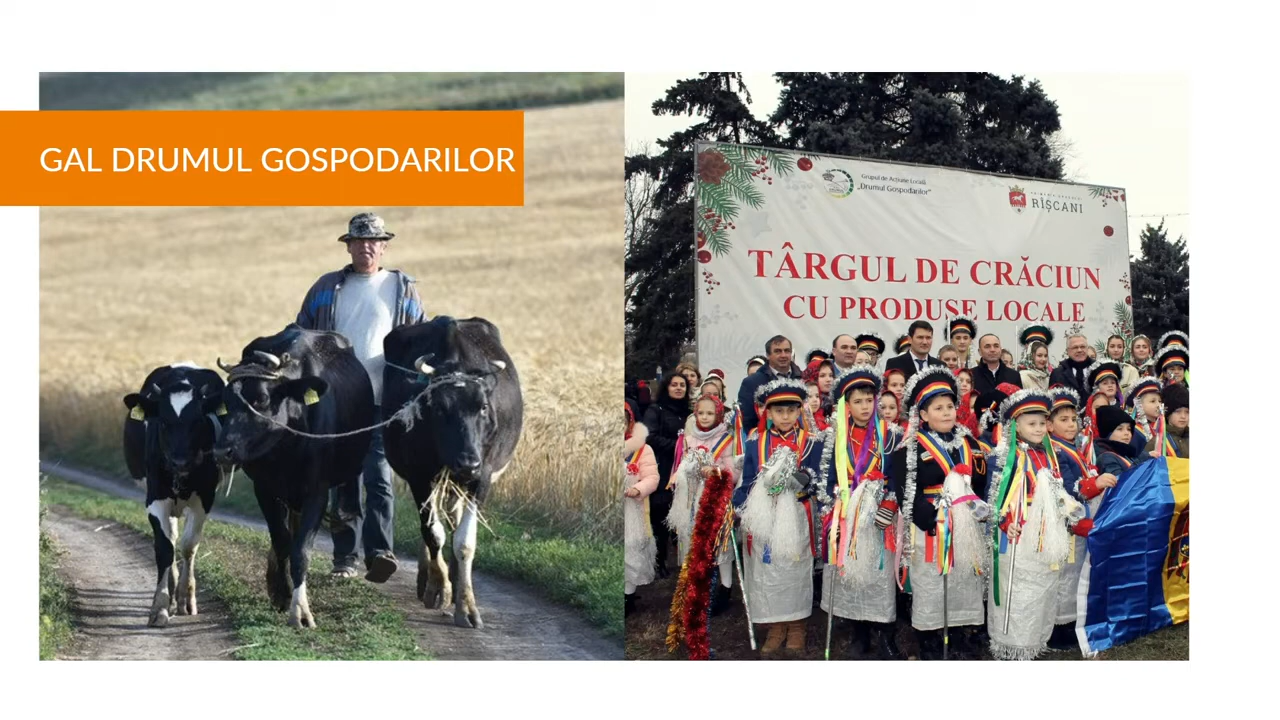 GAL DRUMUL GOSPODARILOR
Grupul de Acțiune Locală
„Drumul Gospodarilor”
RÎȘCANI
TÂRGUL DE CRĂCIUN
CU PRODUSE LOCALE